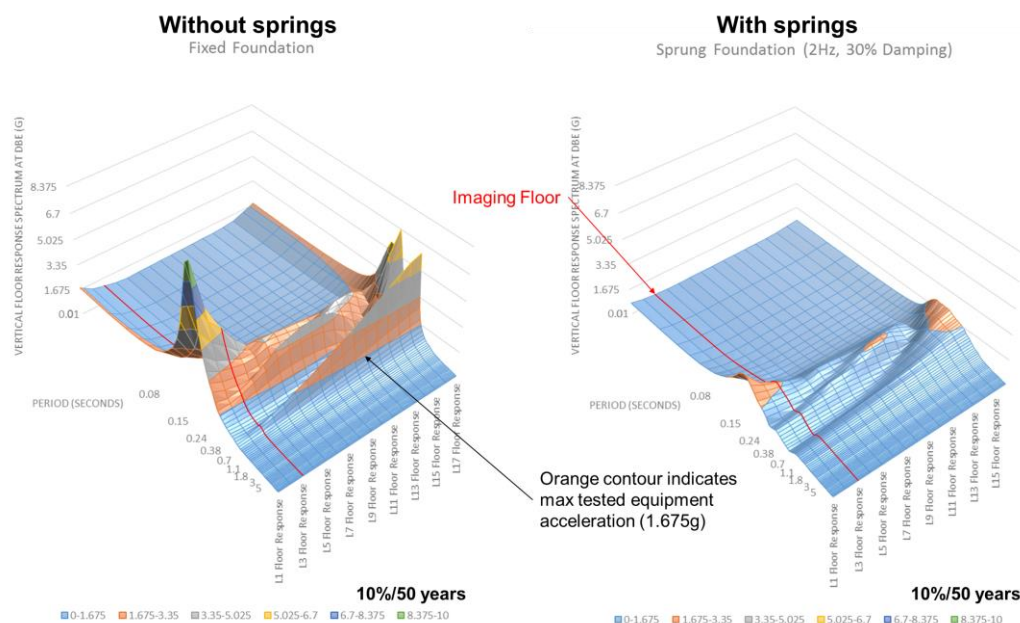 Without springs
Fixed Foundation
VERTICAL FLOOR RESPONSE SPECTRUM AT DBE (G)
8.375
6.7
5.025
3.35
1.675
0.01
PERIOD (SECONDS)
0.08
0.15
0.24
0.38
0.7
1.1
1.8
3
5
L1 Floor Response
L3 Floor Response
L5 Floor Response
L7 Floor Response
L9 Floor Response
L11 Floor Response
L13 Floor Response
L15 Floor Response
L17 Floor Response
10%/50 years
0-1.675 1.675-3.35 3.35-5.025 5.025-6.7 6.7-8.375 8.375-10
Imaging Floor
Orange contour indicates
max tested equipment
acceleration (1.675g)
With springs
Sprung Foundation (2Hz, 30% Damping)
VERTICAL FLOOR RESPONSE SPECTRUM AT DBE (G)
8.375
6.7
5.025
3.35
1.675
0.01
PERIOD (SECONDS)
0.08
0.15
0.24
0.38
0.7
1.1
1.8
3
5
L1 Floor Response
L3 Floor Response
L5 Floor Response
L7 Floor Response
L9 Floor Response
L11 Floor Response
L13 Floor Response
L15 Floor Response
10%/50 years
0-1.675 1.675-3.35 3.35-5.025 5.025-6.7 6.7-8.375 8.375-10